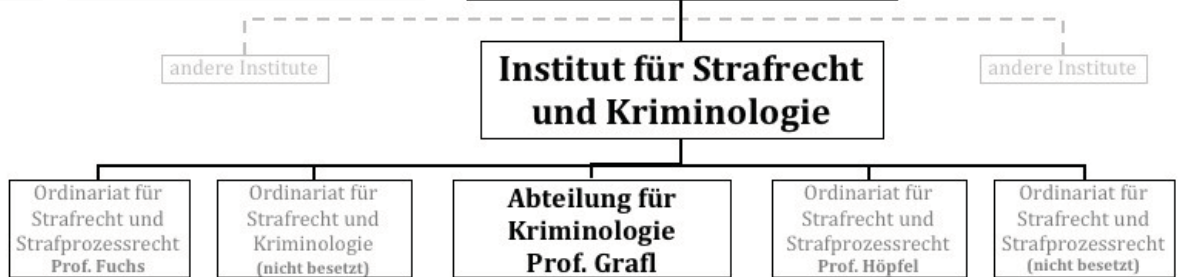 andere Institute
Institut für Strafrecht
und Kriminologie
andere Institute
Ordinariat für
Strafrecht und
Strafprozessrecht
Prof. Fuchs
Ordinariat für
Strafrecht und
Kriminologie
(nicht besetzt)
Abteilung für
Kriminologie
Prof. Grafl
Ordinariat für
Strafrecht und
Strafprozessrecht
Prof. Höpfel
Ordinariat für
Strafrecht und
Strafprozessrecht
(nicht besetzt)